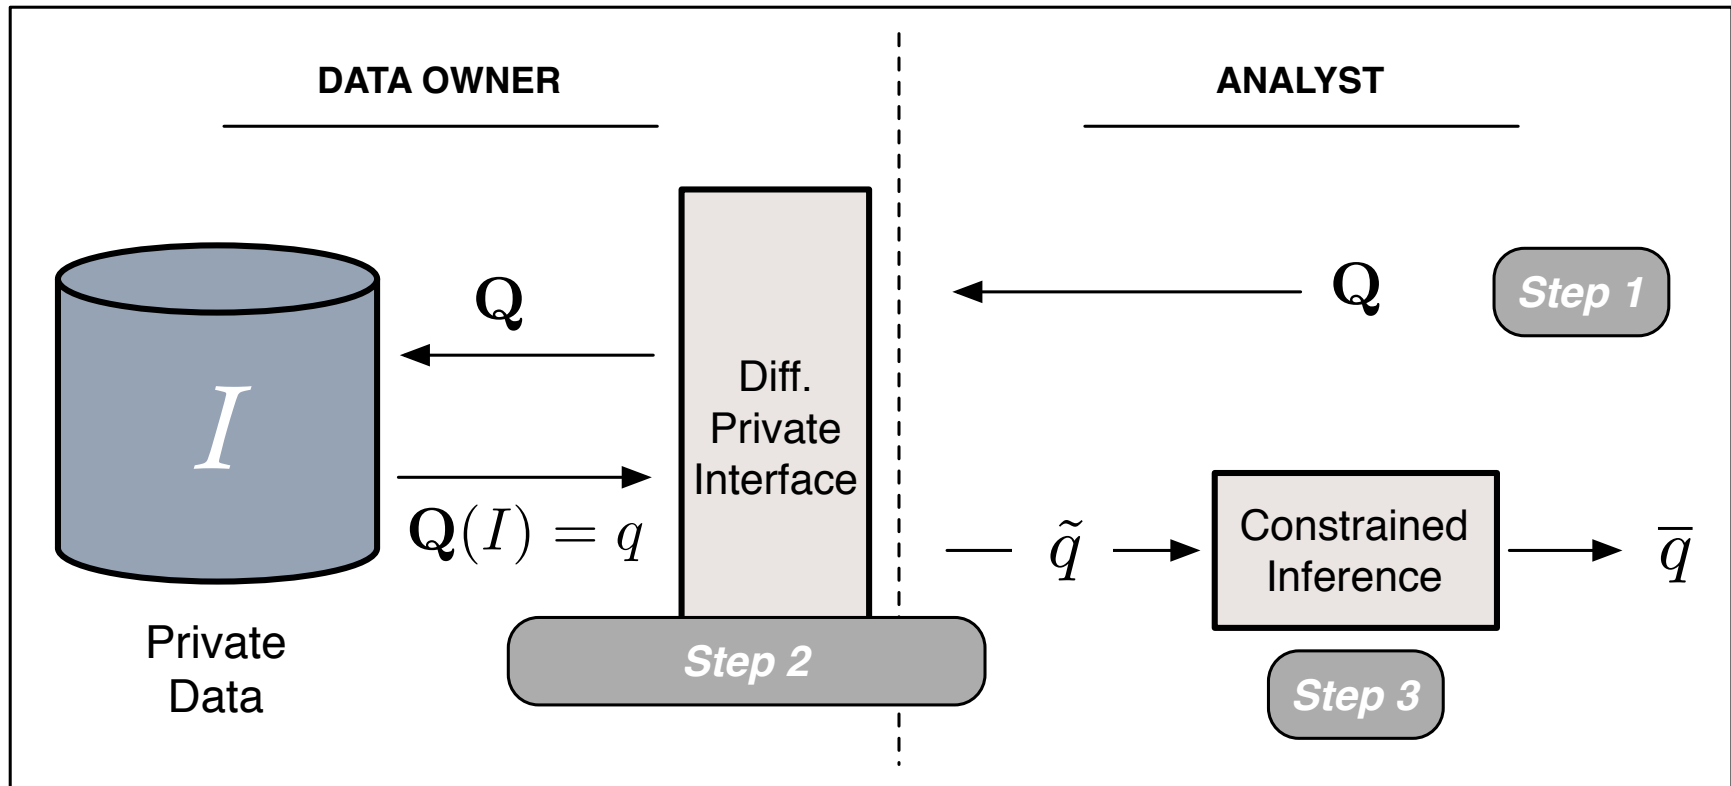 DATA OWNER
ANALYST
Q
Q
Step 1
I
Diff.
Private
Interface
Q(I) = q
q̃
Constrained
Inference
q̅
Private
Data
Step 2
Step 3